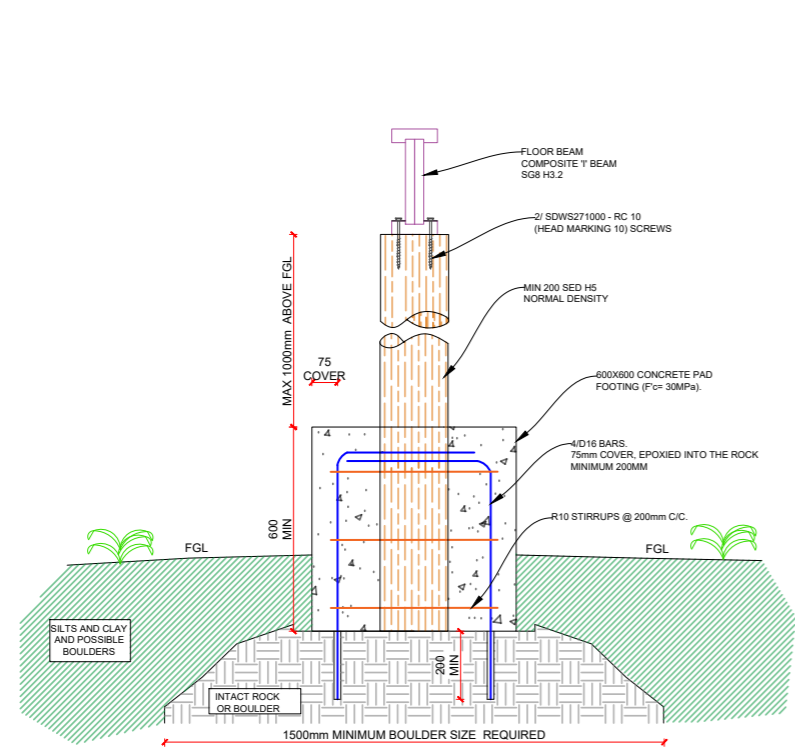 FLOOR BEAM
COMPOSITE 'I' BEAM
SG8 H3.2
2/ SDWS271000 - RC 10
(HEAD MARKING 10) SCREWS
MAX 1000mm ABOVE FGL
MIN 200 SED H5
NORMAL DENSITY
75
COVER
600X600 CONCRETE PAD
FOOTING (F'c= 30MPa).
4/D16 BARS.
75mm COVER, EPOXIED INTO THE ROCK
MINIMUM 200MM
600
MIN
R10 STIRRUPS @ 200mm C/C.
FGL
FGL
SILTS AND CLAY
AND POSSIBLE
BOULDERS
200
MIN
INTACT ROCK
OR BOULDER
1500mm MINIMUM BOULDER SIZE REQUIRED